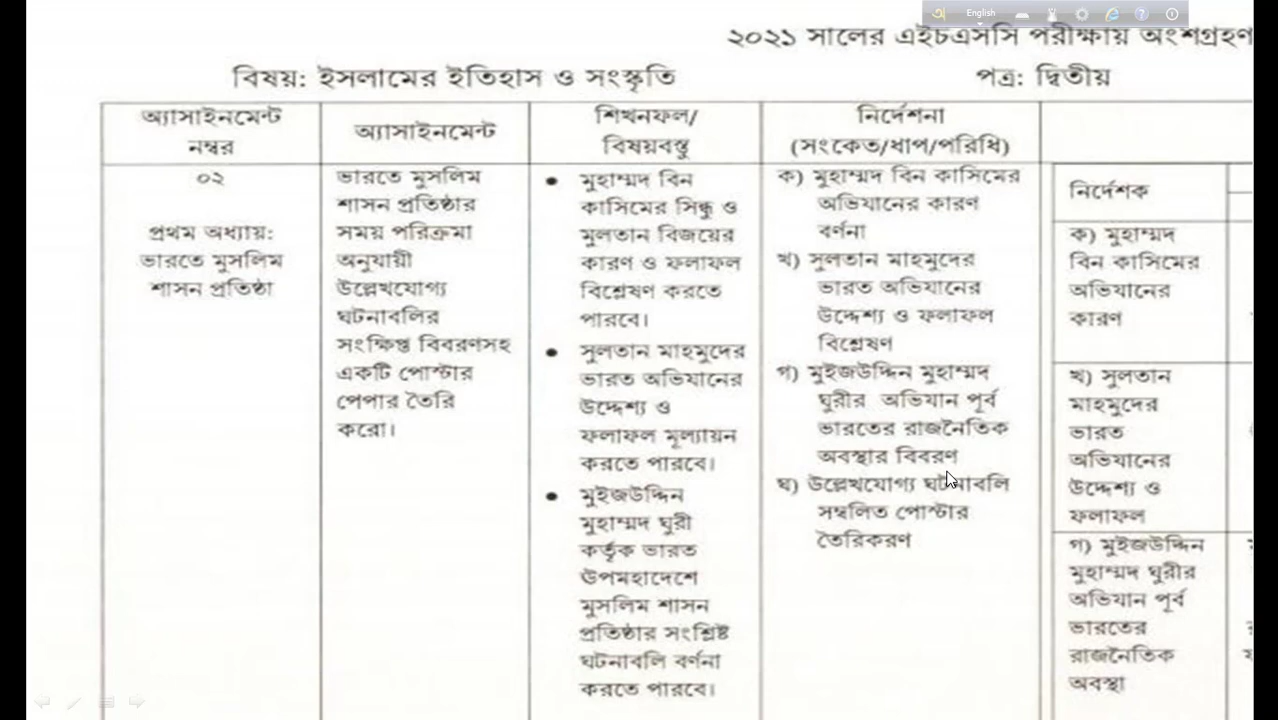 English
২০২১ সালের এইচএসসি পরীক্ষায় অংশগ্রহণ
বিষয়: ইসলামের ইতিহাস ও সংস্কৃতি
পত্র: দ্বিতীয়
অ্যাসাইনমেন্ট
নম্বর
অ্যাসাইনমেন্ট
শিখনফল/
বিষয়বস্তু
নির্দেশনা
(সংকেত/ধাপ/পরিধি)
০২
প্রথম অধ্যায়:
ভারতে মুসলিম
শাসন প্রতিষ্ঠা
ভারতে মুসলিম
শাসন প্রতিষ্ঠার
সময় পরিক্রমা
অনুযায়ী
উল্লেখযোগ্য
ঘটনাবলির
সংক্ষিপ্ত বিবরণসহ
একটি পোস্টার
পেপার তৈরি
করো।
• মুহাম্মদ বিন
কাসিমের সিন্ধু ও
মুলতান বিজয়ের
কারণ ও ফলাফল
বিশ্লেষণ করতে
পারবে।
• সুলতান মাহমুদের
ভারত অভিযানের
উদ্দেশ্য ও
ফলাফল মূল্যায়ন
করতে পারবে।
• মুইজউদ্দিন
মুহাম্মদ ঘুরী
কর্তৃক ভারত
উপমহাদেশে
মুসলিম শাসন
প্রতিষ্ঠার সংশ্লিষ্ট
ঘটনাবলি বর্ণনা
করতে পারবে।
ক) মুহাম্মদ বিন কাসিমের
অভিযানের কারণ
বর্ণনা
খ) সুলতান মাহমুদের
ভারত অভিযানের
উদ্দেশ্য ও ফলাফল
বিশ্লেষণ
গ) মুইজউদ্দিন মুহাম্মদ
ঘুরীর অভিযান পূর্ব
ভারতের রাজনৈতিক
অবস্থার বিবরণ
ঘ) উল্লেখযোগ্য ঘটনাবলি
সম্বলিত পোস্টার
তৈরিকরণ
নির্দেশক
ক) মুহাম্মদ
বিন কাসিমের
অভিযানের
কারণ
খ) সুলতান
মাহমুদের
ভারত
অভিযানের
উদ্দেশ্য ও
ফলাফল
গ) মুইজউদ্দিন
মুহাম্মদ ঘুরীর
অভিযান পূর্ব
ভারতের
রাজনৈতিক
অবস্থা